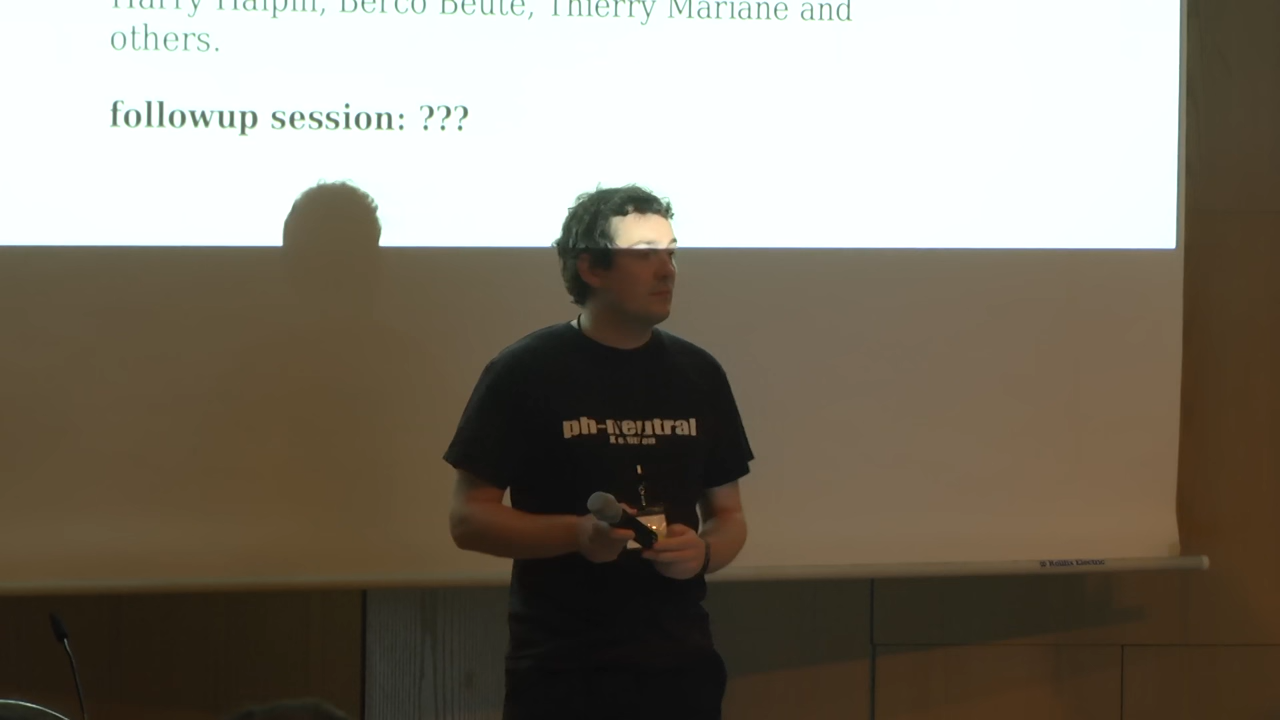 Harry Halpin, Berco Beute, Thierry Mariane and
others.
followup session: ???
ph-neutral